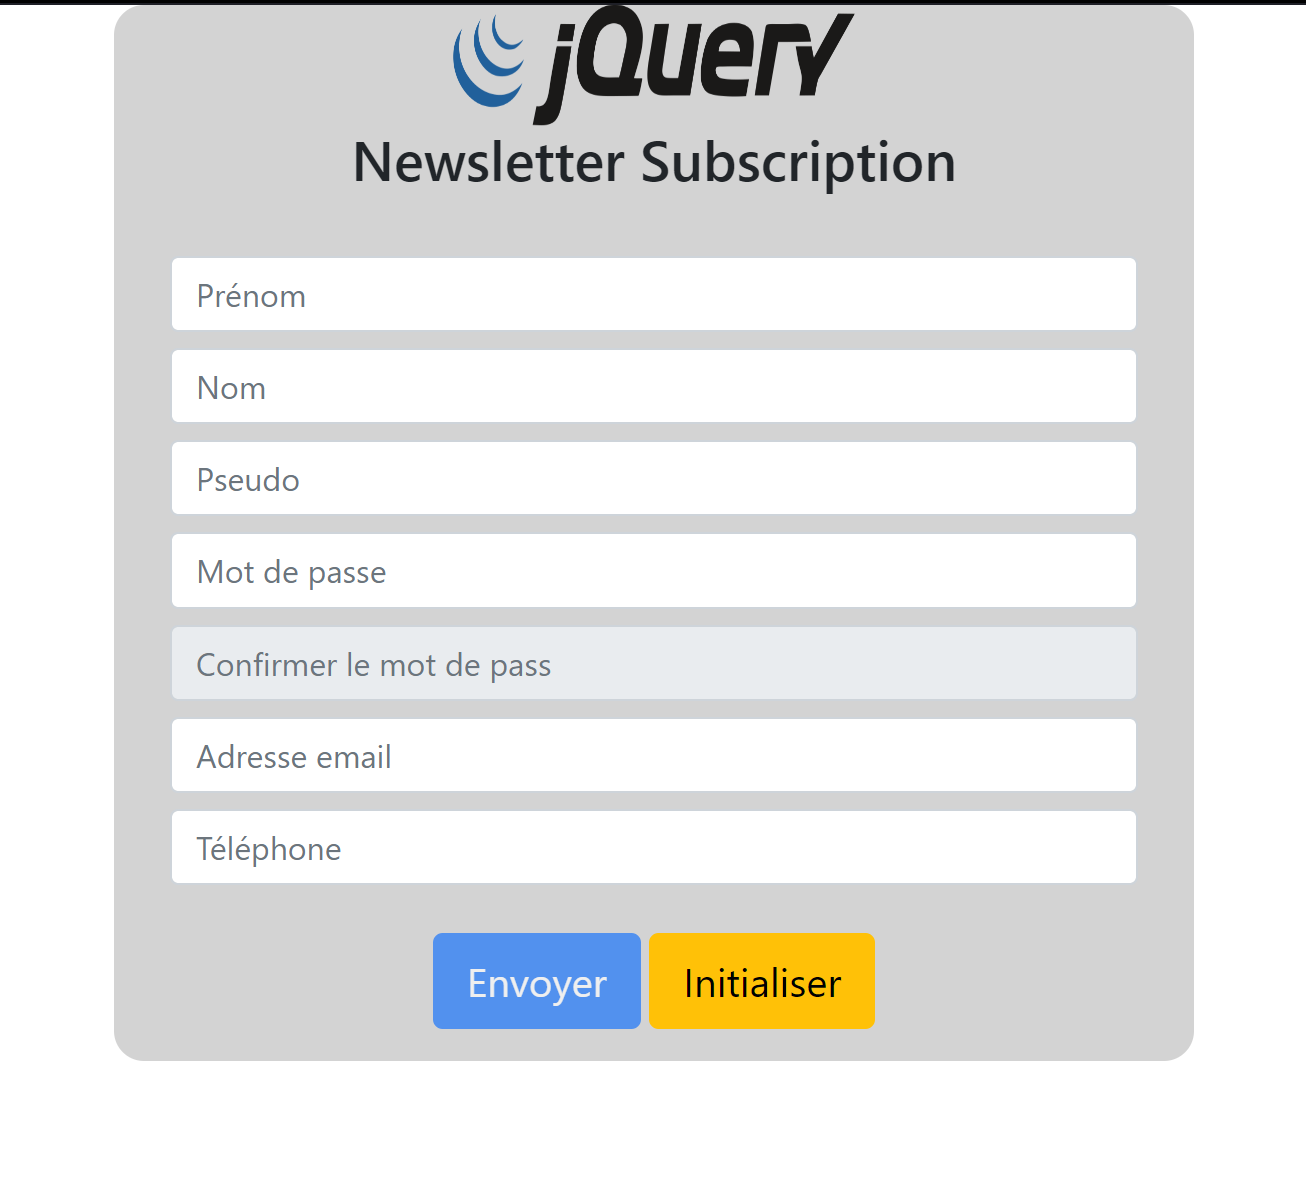 jQuery
Newsletter Subscription
Prénom
Nom
Pseudo
Mot de passe
Confirmer le mot de pass
Adresse email
Téléphone
Envoyer Initialiser